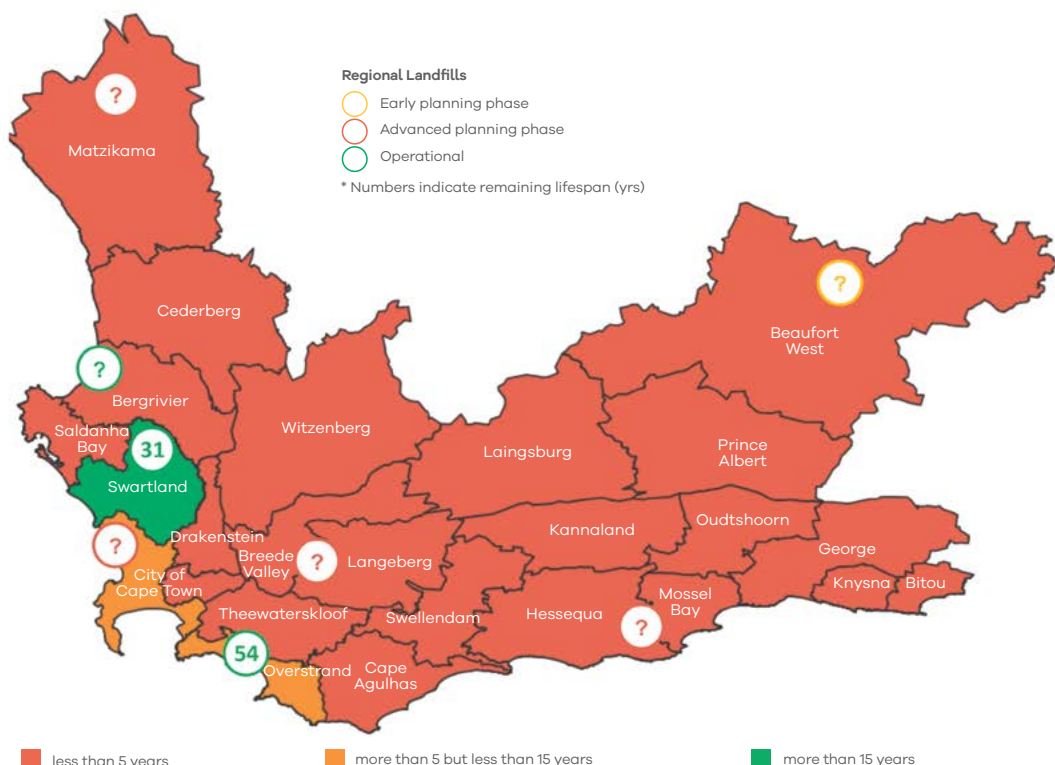 Regional Landfills
Early planning phase
Advanced planning phase
Operational
* Numbers indicate remaining lifespan (yrs)
?
Matzikama
?
Cederberg
Beaufort
West
?
Bergrivier
Witzenberg
Saldanha
Bay
31
Laingsburg
Prince
Albert
Swartland
Kannaland
Oudtshoorn
?
Drakenstein
Breede
Valley
?
Langeberg
George
City of
Cape Town
Knysna
Bitou
Theewaterskloof
Swellendam
Hessequa
Mossel
Bay
?
54
Overstrand
Cape
Agulhas
less than 5 years
more than 5 but less than 15 years
more than 15 years